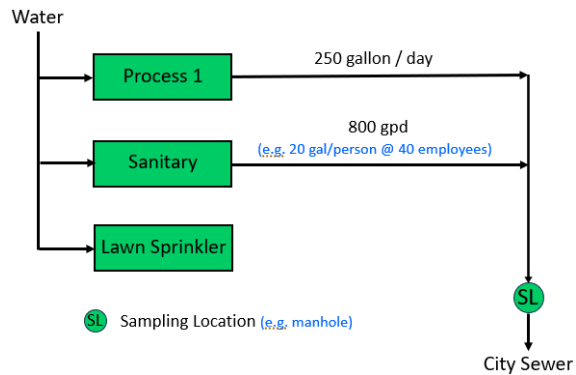 Water
Process 1
250 gallon / day
Sanitary
800 gpd
(e.g. 20 gal/person @ 40 employees)
Lawn Sprinkler
SL
SL Sampling Location (e.g. manhole)
City Sewer